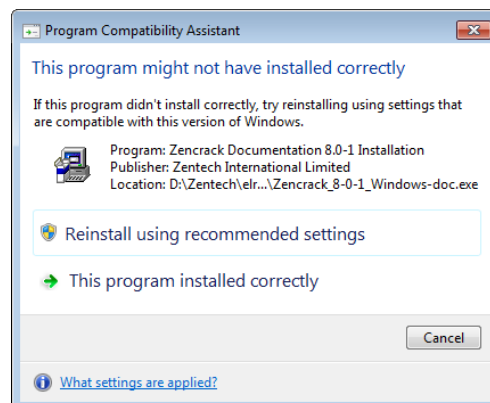 Program Compatibility Assistant
This program might not have installed correctly
If this program didn't install correctly, try reinstalling using settings that
are compatible with this version of Windows.
Program: Zencrack Documentation 8.0-1 Installation
Publisher: Zentech International Limited
Location: D:\Zentech\elr...\Zencrack_8-0-1_Windows-doc.exe
Reinstall using recommended settings
This program installed correctly
Cancel
What settings are applied?